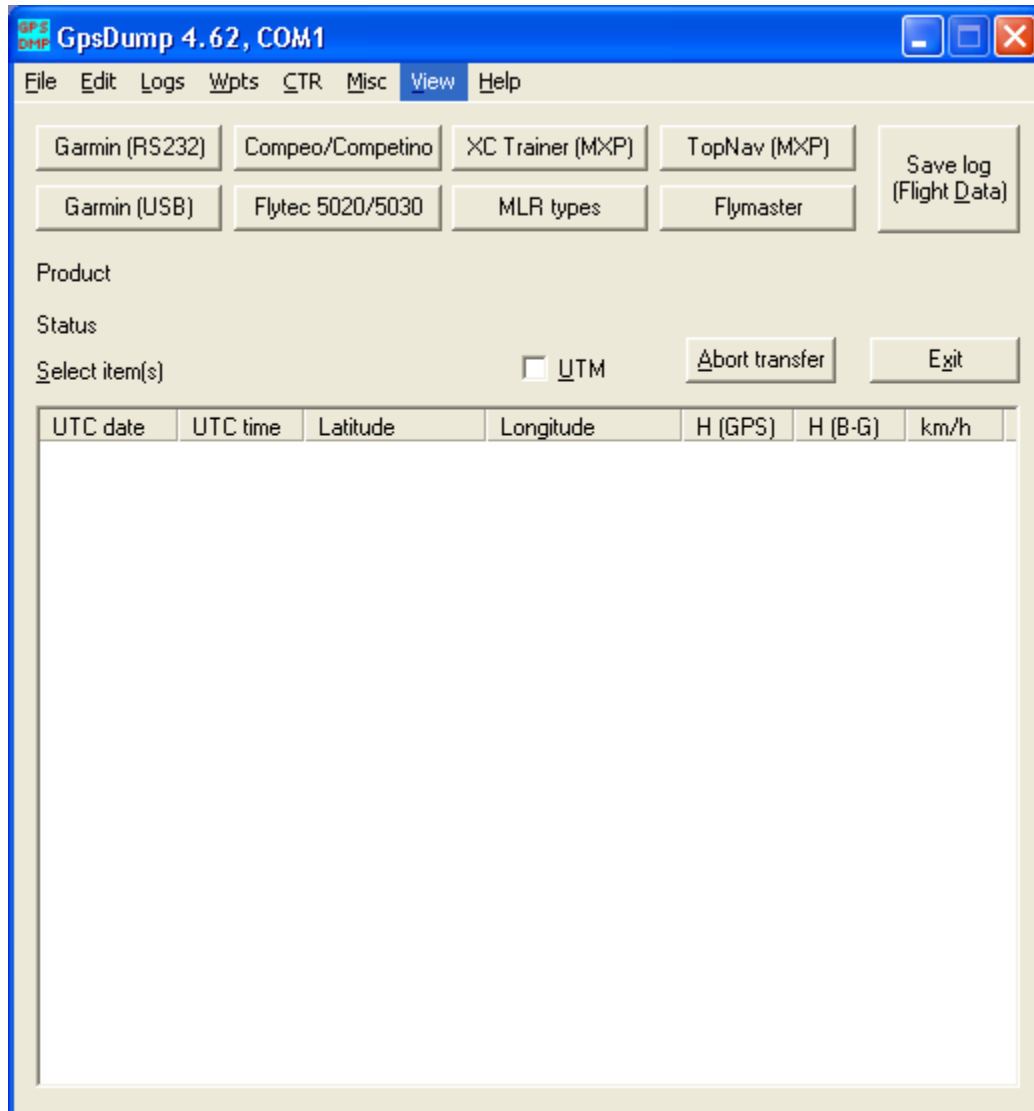 GPS DMP GpsDump 4.62, COM1
File Edit Logs Wpts CTR Misc View Help
Garmin (RS232) Compeo/Competino XC Trainer (MXP) TopNav (MXP)
Save log
(Flight Data)
Garmin (USB) Flytec 5020/5030 MLR types Flymaster
Product
Status
Select item(s) UTM Abort transfer Exit
UTC date UTC time Latitude Longitude H (GPS) H (B-G) km/h